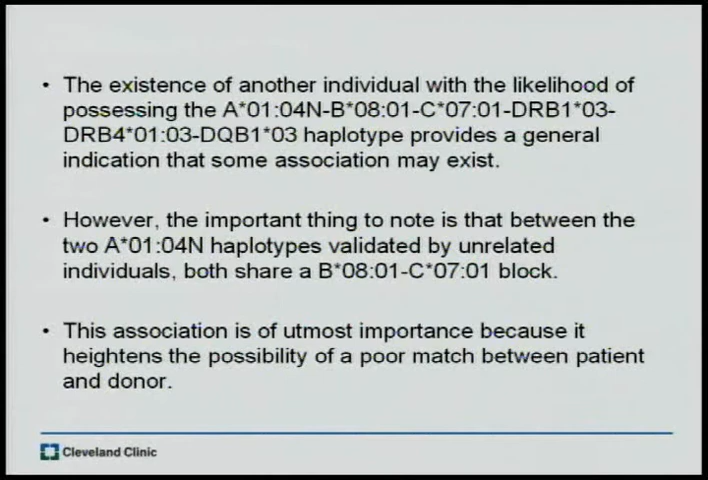 • The existence of another individual with the likelihood of
possessing the A*01:04N-B*08:01-C*07:01-DRB1*03-
DRB4*01:03-DQB1*03 haplotype provides a general
indication that some association may exist.
• However, the important thing to note is that between the
two A*01:04N haplotypes validated by unrelated
individuals, both share a B*08:01-C*07:01 block.
• This association is of utmost importance because it
heightens the possibility of a poor match between patient
and donor.
Cleveland Clinic